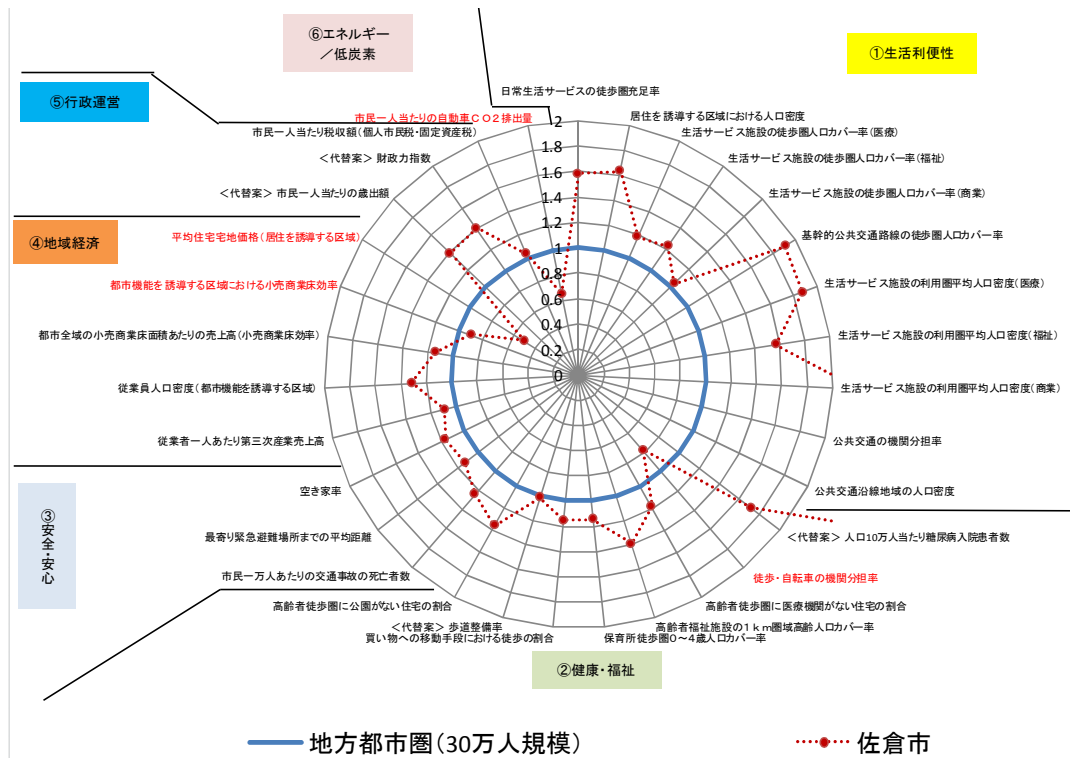 ⑥エネルギー
／低炭素
①生活利便性
⑤行政運営
日常生活サービスの徒歩圏充足率
居住を誘導する区域における人口密度
生活サービス施設の徒歩圏人口カバー率(医療)
生活サービス施設の徒歩圏人口カバー率(福祉)
生活サービス施設の徒歩圏人口カバー率(商業)
基幹的公共交通路線の徒歩圏人口カバー率
生活サービス施設の利用圏平均人口密度(医療)
生活サービス施設の利用圏平均人口密度(福祉)
生活サービス施設の利用圏平均人口密度(商業)
公共交通の機関分担率
公共交通沿線地域の人口密度
＜代替案＞ 人口10万人当たり糖尿病入院患者数
徒歩・自転車の機関分担率
高齢者徒歩圏に医療機関がない住宅の割合
高齢者福祉施設の1ｋｍ圏域高齢人口カバー率
保育所徒歩圏0～4歳人口カバー率
買い物への移動手段における徒歩の割合
＜代替案＞ 歩道整備率
高齢者徒歩圏に公園がない住宅の割合
市民一万人あたりの交通事故の死亡者数
最寄り緊急避難場所までの平均距離
空き家率
従業者一人あたり第三次産業売上高
従業員人口密度(都市機能を誘導する区域)
都市全域の小売商業床面積あたりの売上高(小売商業床効率)
都市機能を誘導する区域における小売商業床効率
平均住宅宅地価格(居住を誘導する区域)
＜代替案＞ 市民一人当たりの歳出額
＜代替案＞ 財政力指数
市民一人当たり税収額(個人市民税・固定資産税)
市民一人当たりの自動車ＣＯ２排出量
2
1.8
1.6
1.4
1.2
1
0.8
0.6
0.4
0.2
0
④地域経済
③安全・安心
②健康・福祉
地方都市圏(30万人規模)
佐倉市